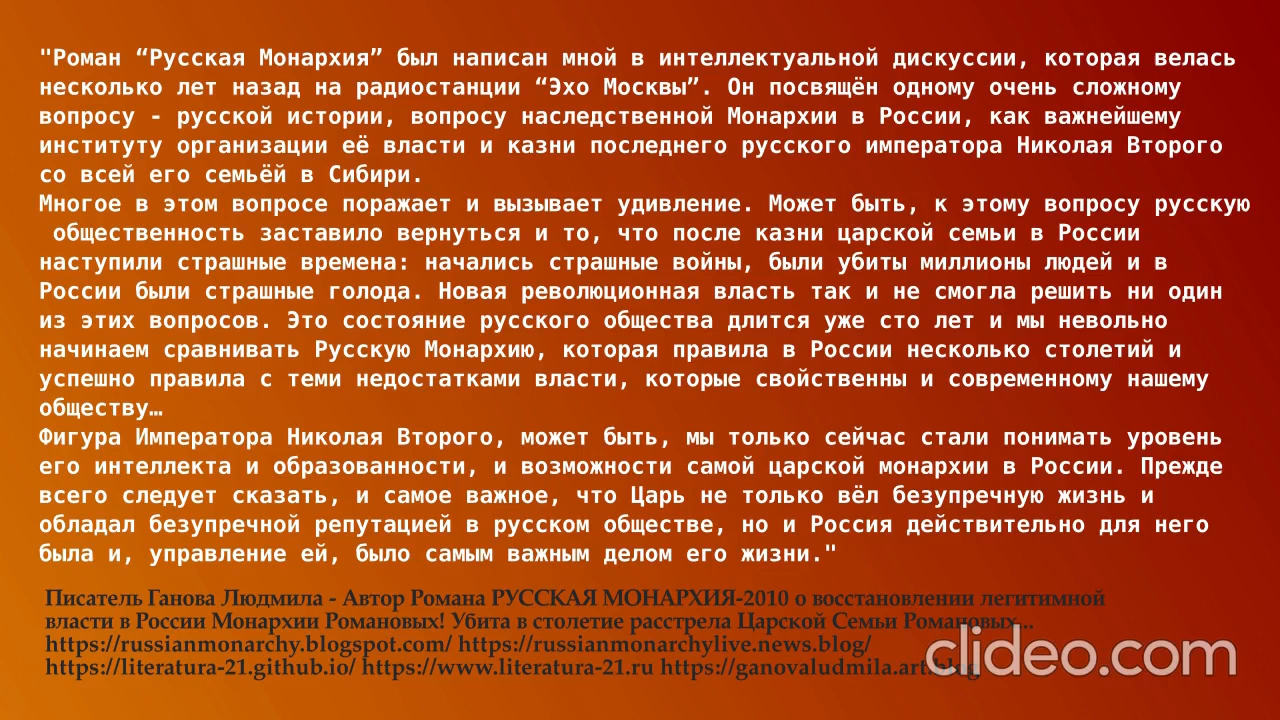 "Роман “Русская Монархия” был написан мной в интеллектуальной дискуссии, которая велась
несколько лет назад на радиостанции “Эхо Москвы”. Он посвящён одному очень сложному
вопросу - русской истории, вопросу наследственной Монархии в России, как важнейшему
институту организации её власти и казни последнего русского императора Николая Второго
со всей его семьёй в Сибири.
Многое в этом вопросе поражает и вызывает удивление. Может быть, к этому вопросу русскую
общественность заставило вернуться и то, что после казни царской семьи в России
наступили страшные времена: начались страшные войны, были убиты миллионы людей и в
России были страшные голода. Новая революционная власть так и не смогла решить ни один
из этих вопросов. Это состояние русского общества длится уже сто лет и мы невольно
начинаем сравнивать Русскую Монархию, которая правила в России несколько столетий и
успешно правила с теми недостатками власти, которые свойственны и современному нашему
обществу…
Фигура Императора Николая Второго, может быть, мы только сейчас стали понимать уровень
его интеллекта и образованности, и возможности самой царской монархии в России. Прежде
всего следует сказать, и самое важное, что Царь не только вёл безупречную жизнь и
обладал безупречной репутацией в русском обществе, но и Россия действительно для него
была и, управление ей, было самым важным делом его жизни."
Писатель Ганова Людмила - Автор Романа РУССКАЯ МОНАРХИЯ-2010 о восстановлении легитимной
власти в России Монархии Романовых! Убита в столетие расстрела Царской Семьи Романовых...
https://russianmonarchy.blogspot.com/ https://russianmonarchylive.news.blog/
https://literatura-21.github.io/ https://www.literatura-21.ru https://ganovaludmila.art.blog
clideo.com